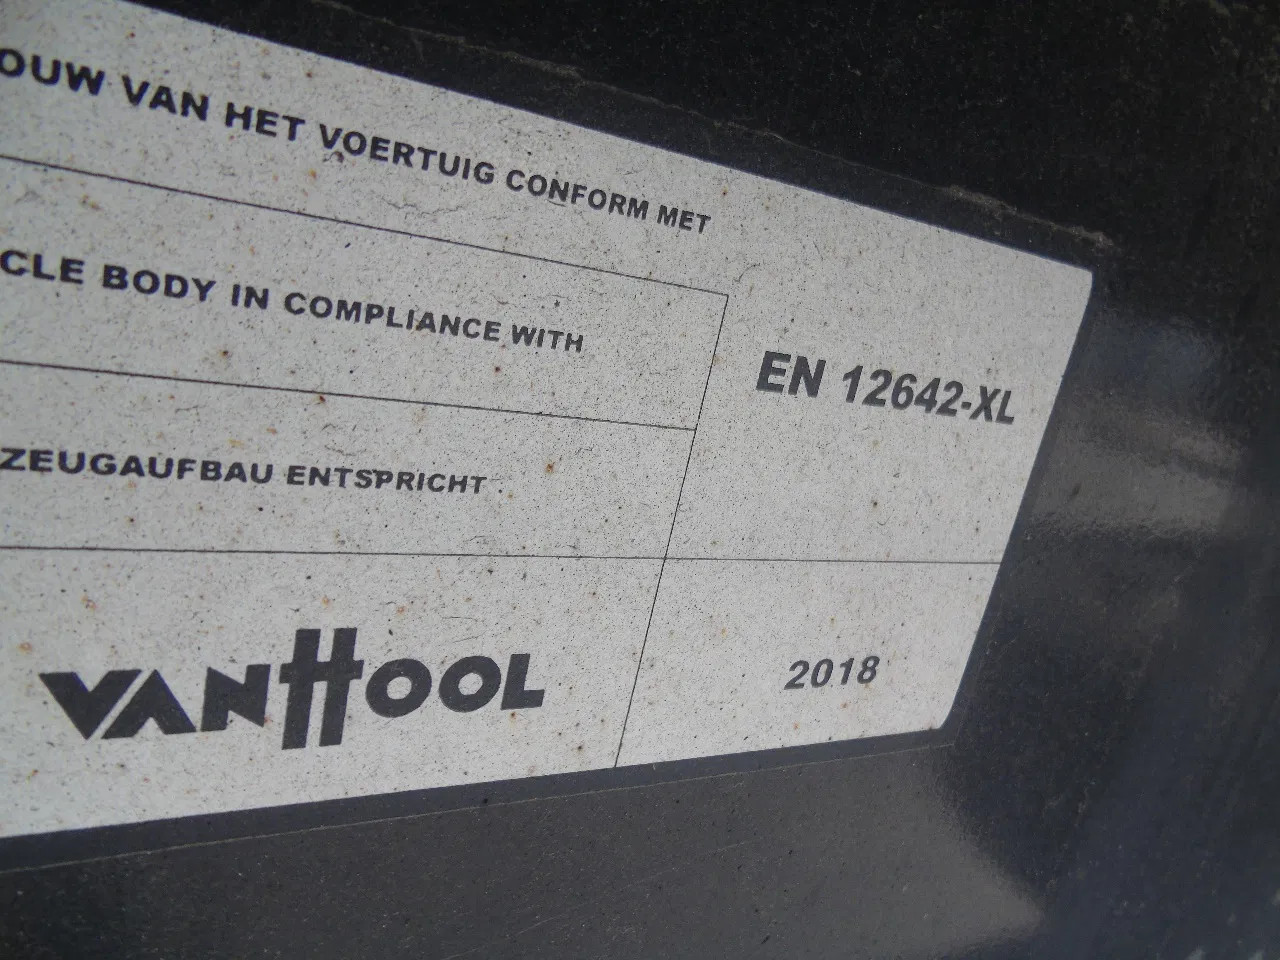 OUW VAN HET VOERTUIG CONFORM MET
CLE BODY IN COMPLIANCE WITH
EN 12642-XL
ZEUGAUFBAU ENTSPRICHT
VANHOOL
2018